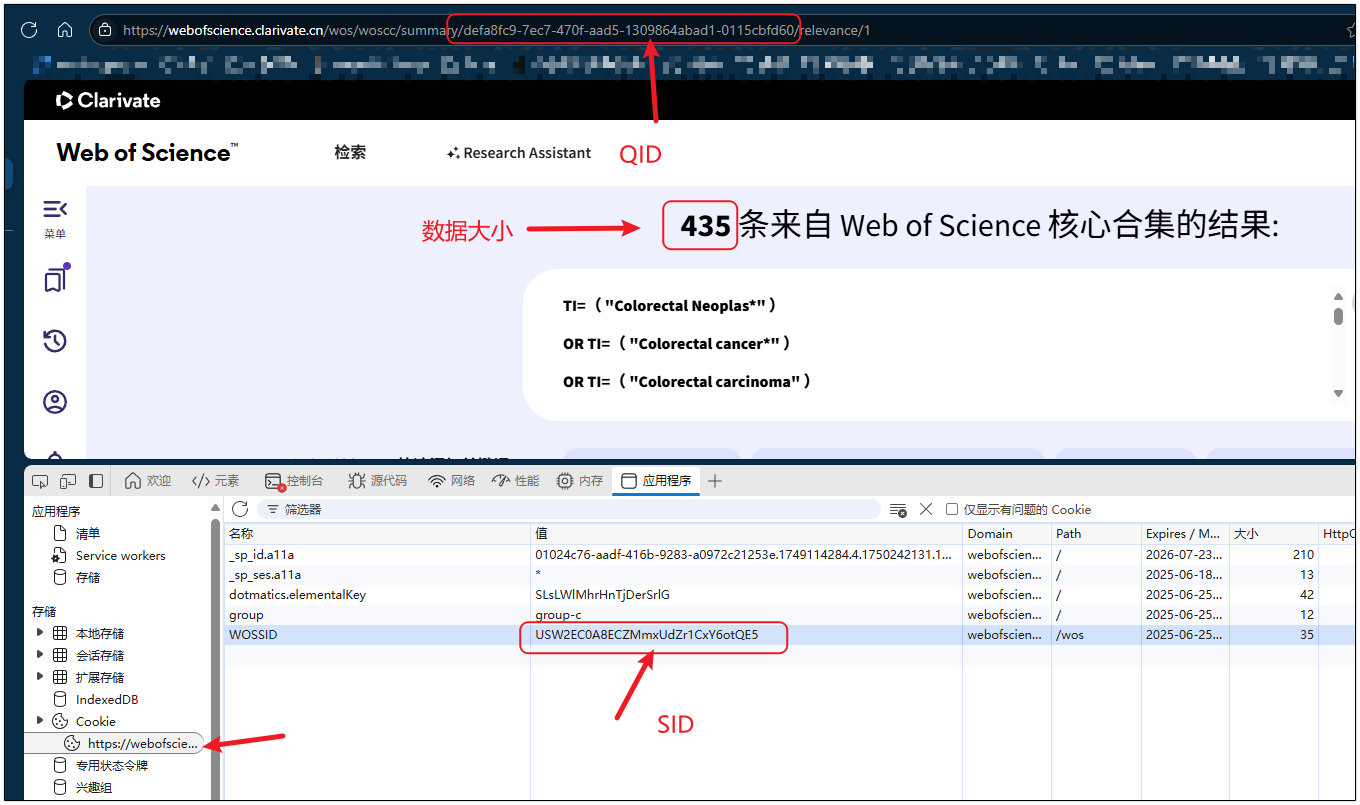 https://webofscience.clarivate.cn/wos/woscc/summary/defa8fc9-7ec7-470f-aad5-1309864abad1-0115cbfd60/relevance/1
Clarivate
Web of Science™
检索
Research Assistant
QID
菜单
数据大小
435条来自 Web of Science 核心合集的结果:
TI=（ "Colorectal Neoplas*" ）
OR TI=（ "Colorectal cancer*" ）
OR TI=（ "Colorectal carcinoma" ）
欢迎 元素 控制台 源代码 网络 性能 内存 应用程序
应用程序
清单
Service workers
存储
存储
本地存储
会话存储
扩展存储
IndexedDB
Cookie
https://webofscie...
专用状态令牌
兴趣组
筛选器
仅显示有问题的 Cookie
名称 值 Domain Path Expires / M... 大小 HttpC
_sp_id.a11a 01024c76-aadf-416b-9283-a0972c21253e.1749114284.4.1750242131.1... webofscien... / 2026-07-23... 210
_sp_ses.a11a * webofscien... / 2025-06-18... 13
dotmatics.elementalKey SLsLWlMhrHnTjDerSrlG webofscien... / 2025-06-25... 42
group group-c webofscien... / 2025-06-25... 12
WOSSID USW2EC0A8ECZMmxUdZr1CxY6otQE5 webofscien... /wos 2025-06-25... 35
SID